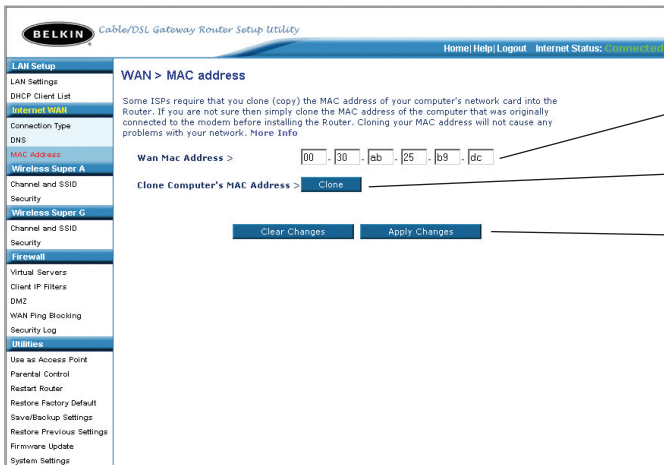 BELKIN
Cable/DSL Gateway Router Setup Utility
Home|Help|Logout Internet Status: Connected
LAN Setup
LAN Settings
DHCP Client List
Internet WAN
Connection Type
DNS
MAC Address
Wireless Super A
Channel and SSID
Security
Wireless Super G
Channel and SSID
Security
Firewall
Virtual Servers
Client IP Filters
DMZ
WAN Ping Blocking
Security Log
Utilities
Use as Access Point
Parental Control
Restart Router
Restore Factory Default
Save/Backup Settings
Restore Previous Settings
Firmware Update
System Settings
WAN > MAC address
Some ISPs require that you clone (copy) the MAC address of your computer's network card into the
Router. If you are not sure then simply clone the MAC address of the computer that was originally
connected to the modem before installing the Router. Cloning your MAC address will not cause any
problems with your network. More Info
Wan Mac Address > 00 - 30 - ab - 25 - b9 - dc
Clone Computer's MAC Address > Clone
Clear Changes Apply Changes